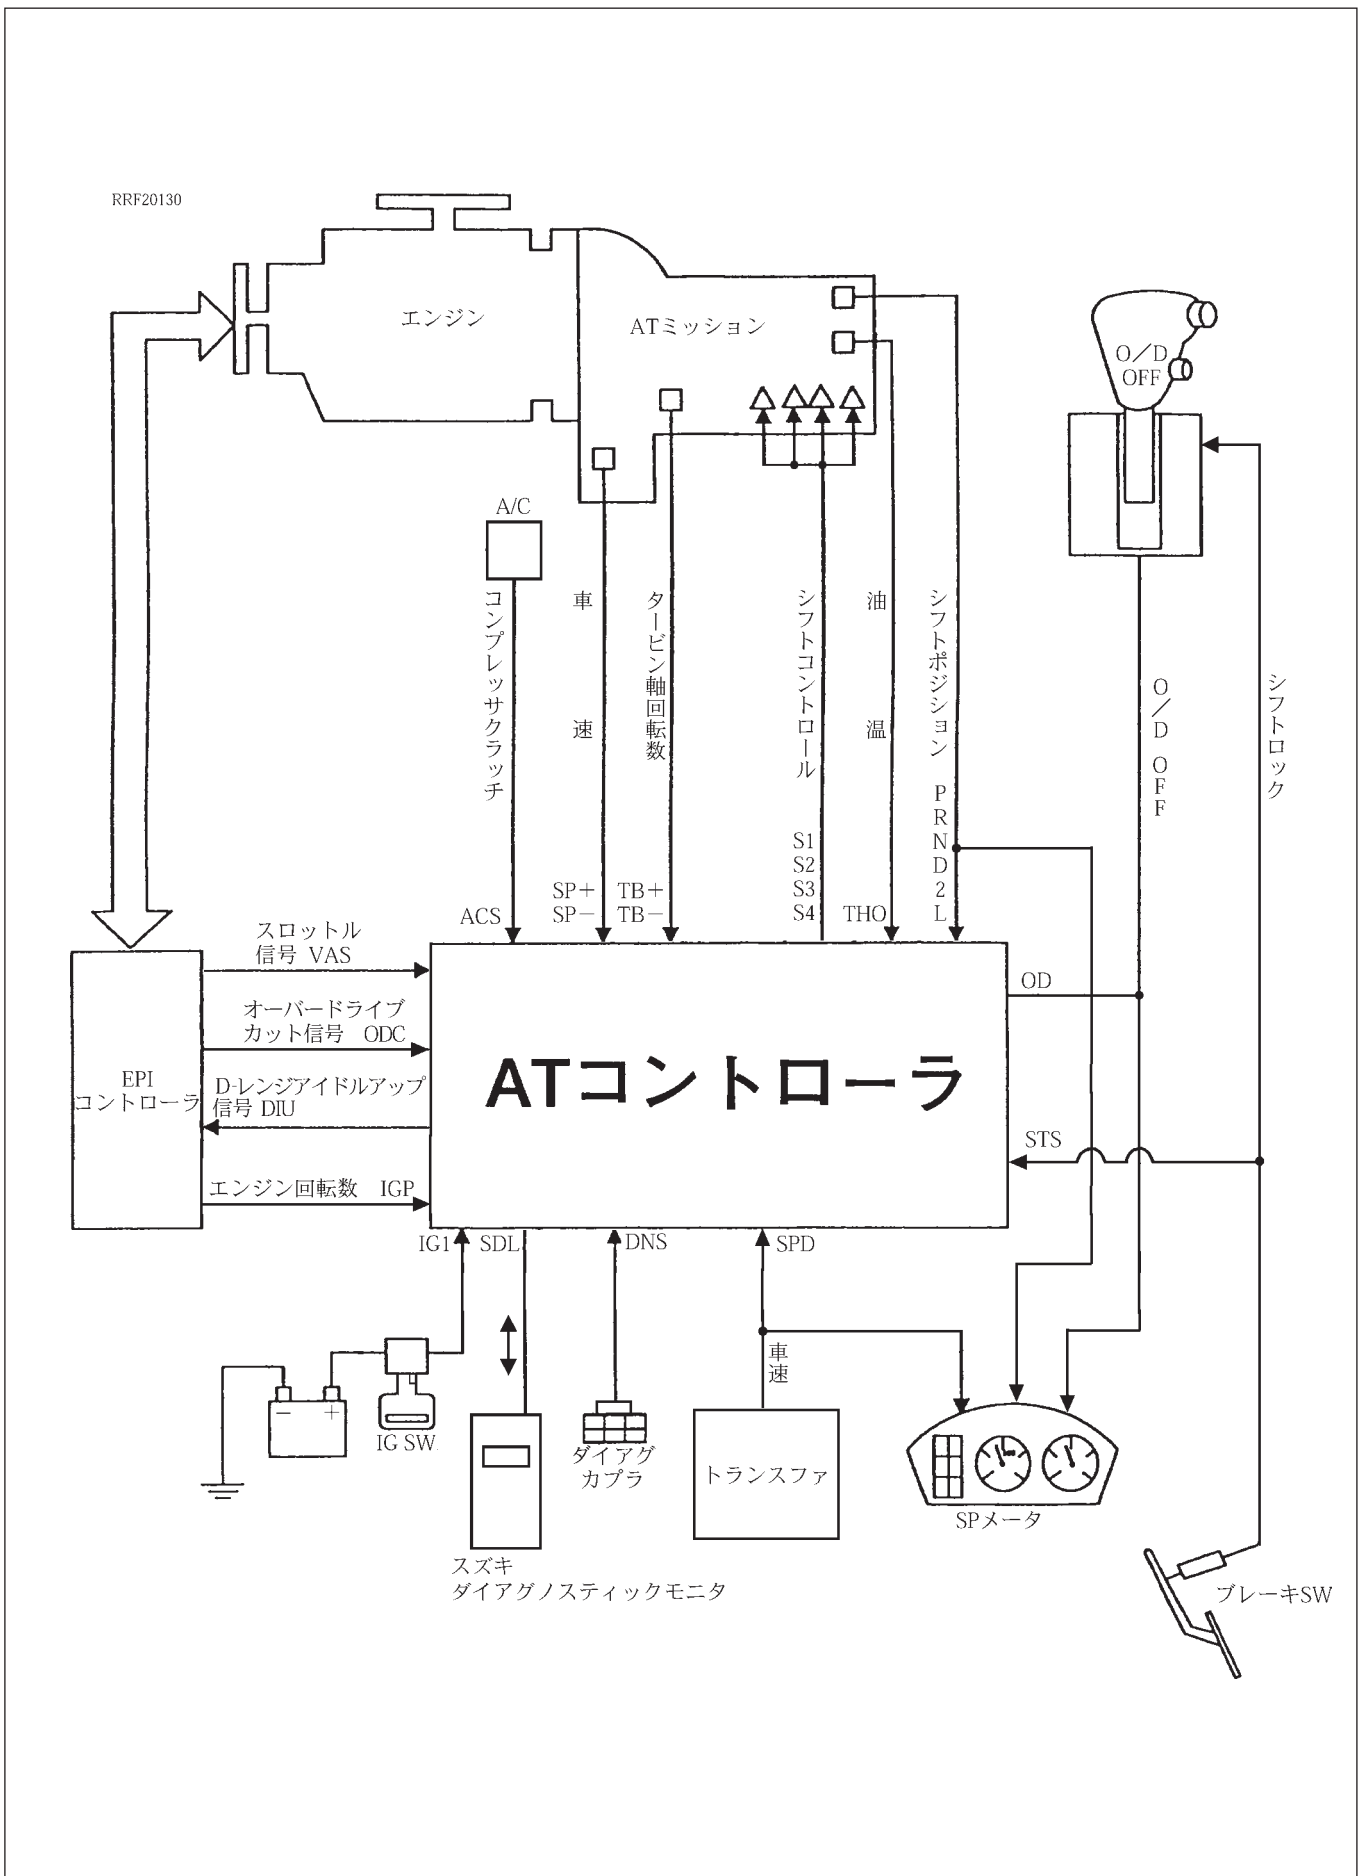 RRF20130
エンジン
ATミッション
O/D
OFF
A/C
コンプレッサクラッチ
車速
タービン軸回転数
シフトコントロール
油温
シフトポジション PRND2L
O/D OFF
シフトロック
ACS
SP+
SP−
TB+
TB−
S1
S2
S3
S4
THO
スロットル
信号 VAS
オーバードライブ
カット信号 ODC
D-レンジアイドルアップ
信号 DIU
エンジン回転数 IGP
EPI
コントローラ
ATコントローラ
OD
STS
IG1
SDL
DNS
SPD
車速
− +
IG SW
ダイアグ
カプラ
トランスファ
SPメータ
スズキ
ダイアグノスティックモニタ
ブレーキSW